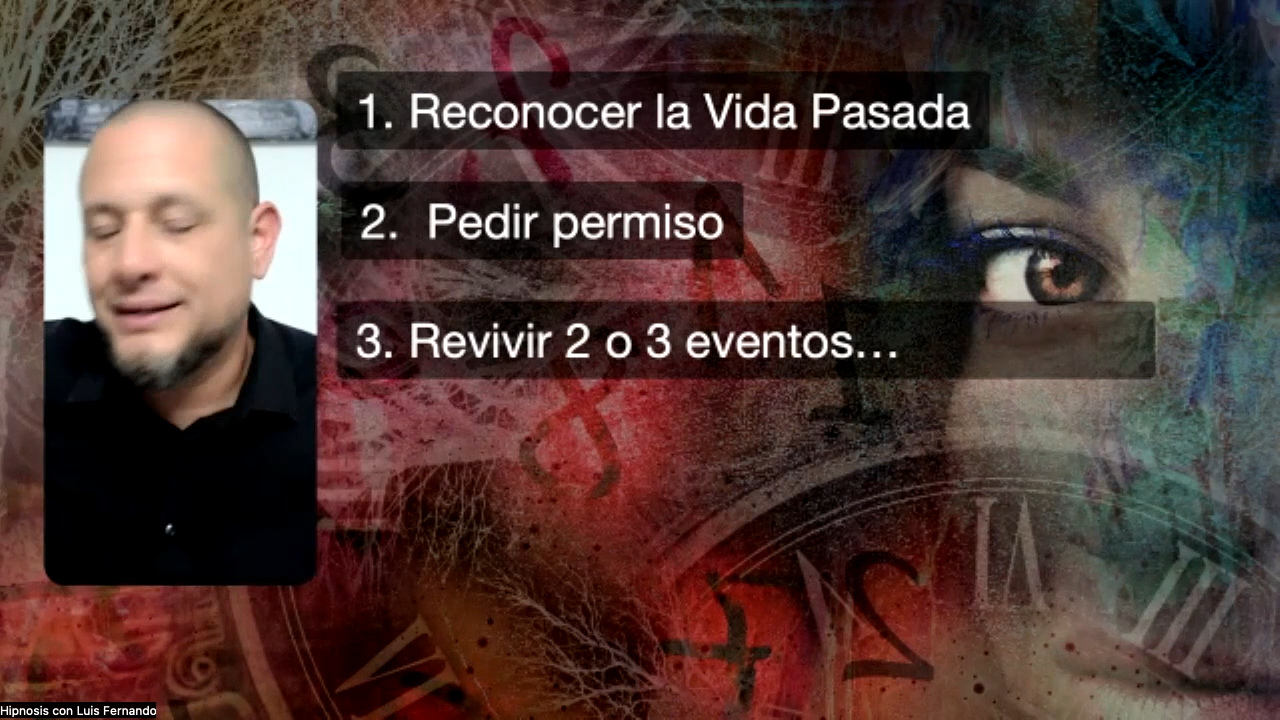 1. Reconocer la Vida Pasada
2. Pedir permiso
3. Revivir 2 o 3 eventos...
Hipnosis con Luis Fernando